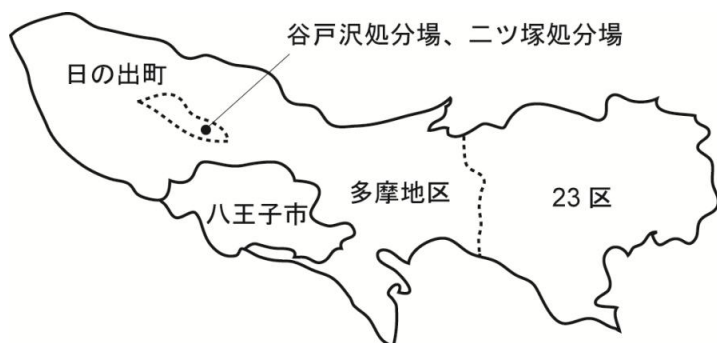 谷戸沢処分場、二ツ塚処分場
日の出町
八王子市
多摩地区
23 区